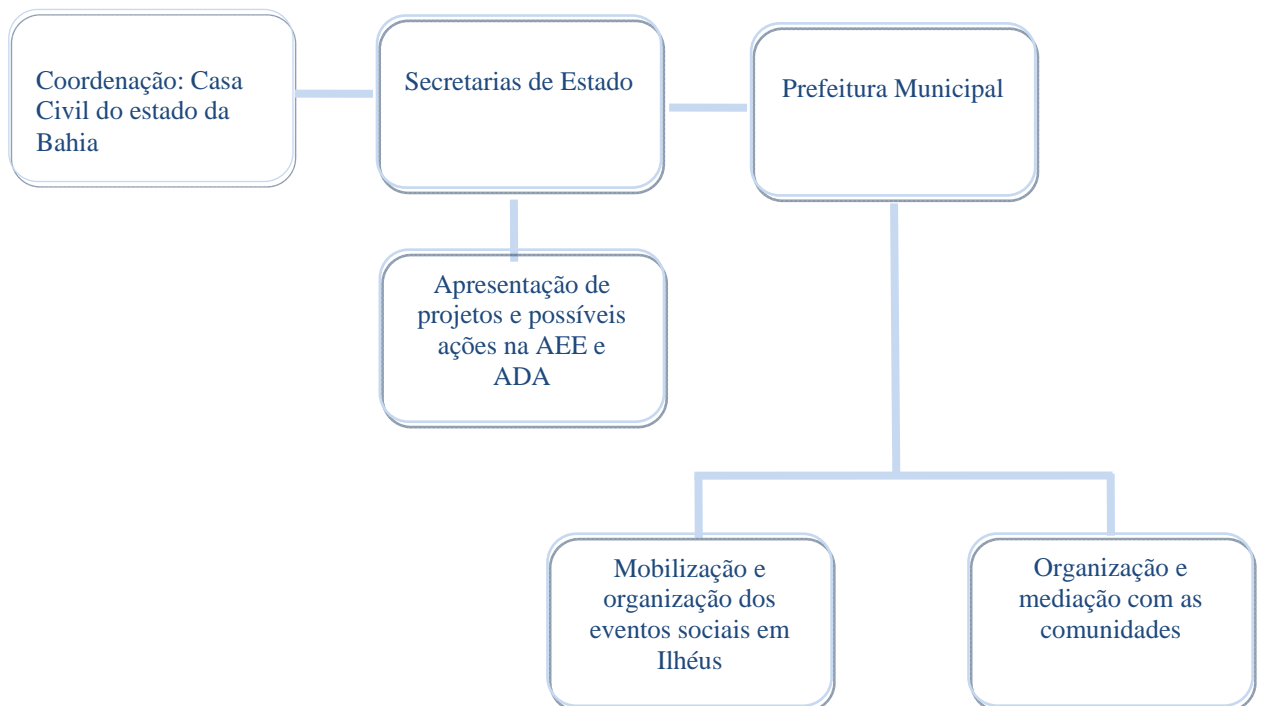 Coordenação: Casa
Civil do estado da
Bahia
Secretarias de Estado
Prefeitura Municipal
Apresentação de
projetos e possíveis
ações na AEE e
ADA
Mobilização e
organização dos
eventos sociais em
Ilhéus
Organização e
mediação com as
comunidades